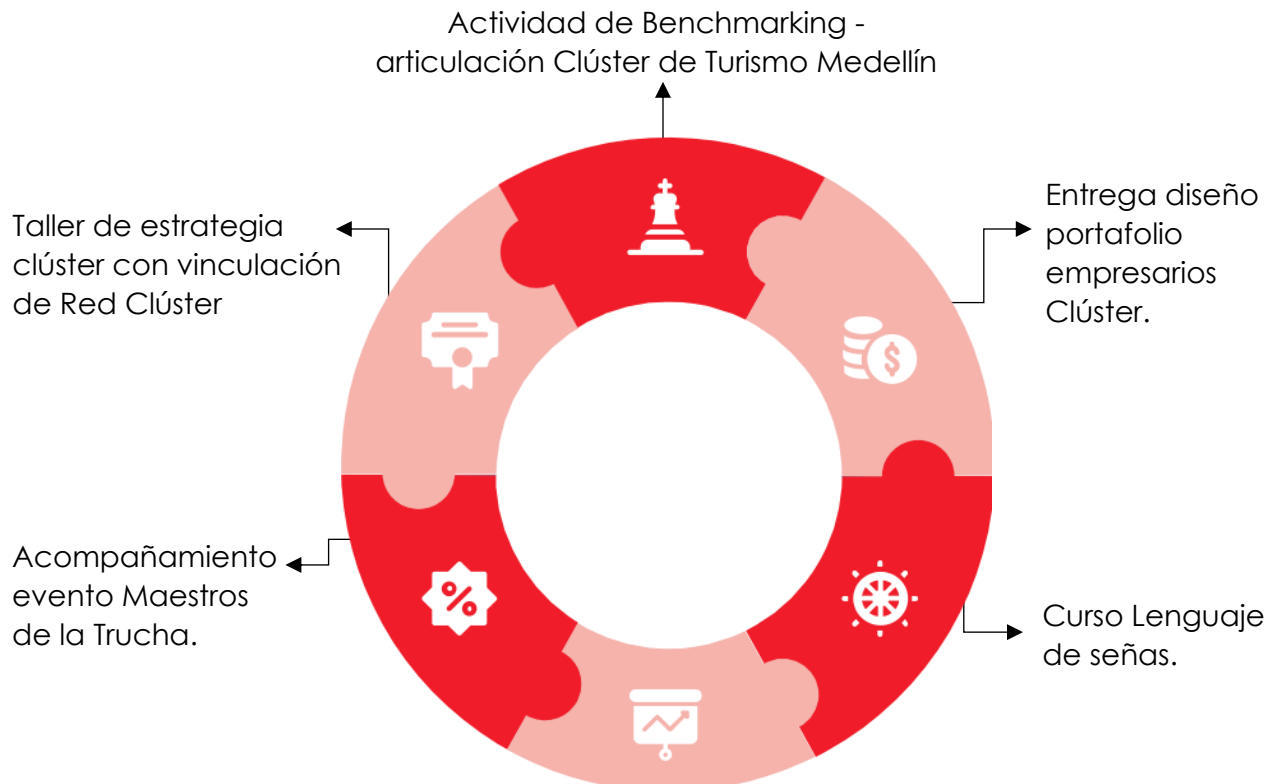 Actividad de Benchmarking -
articulación Clúster de Turismo Medellín
Taller de estrategia
clúster con vinculación
de Red Clúster
Entrega diseño
portafolio
empresarios
Clúster.
Acompañamiento
evento Maestros
de la Trucha.
Curso Lenguaje
de señas.
$
%